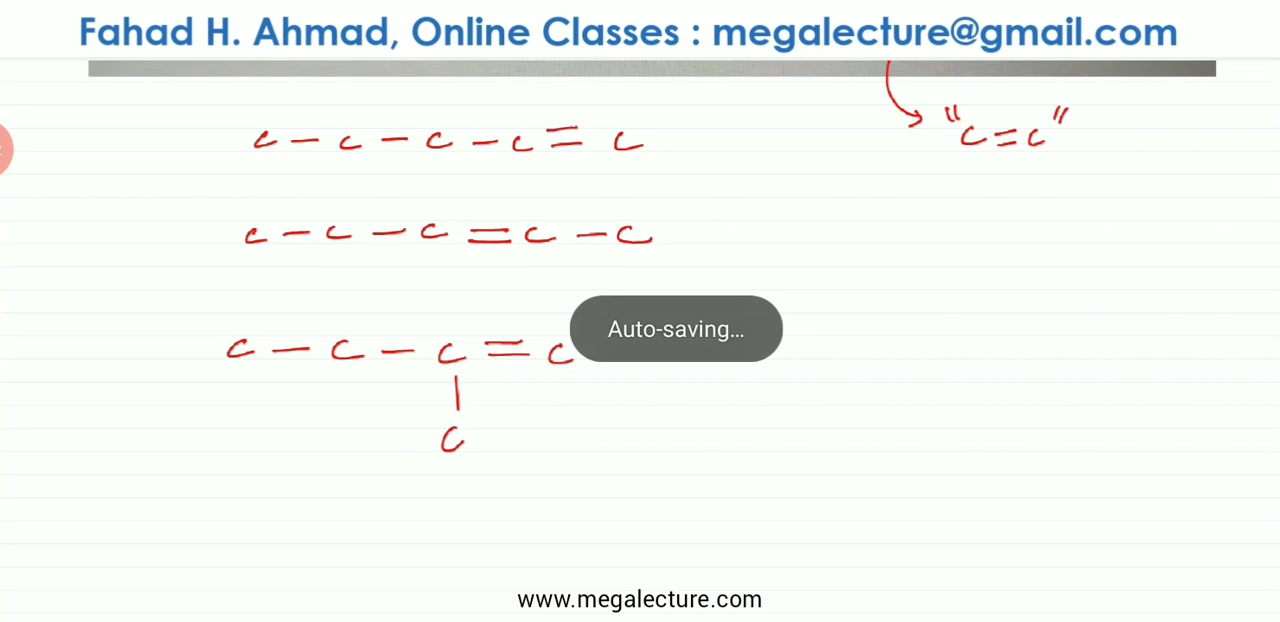 Fahad H. Ahmad, Online Classes : megalecture@gmail.com
"c=c"
c - c - c - c = c
c - c - c = c - c
Auto-saving...
c - c - c = c
|
c
www.megalecture.com